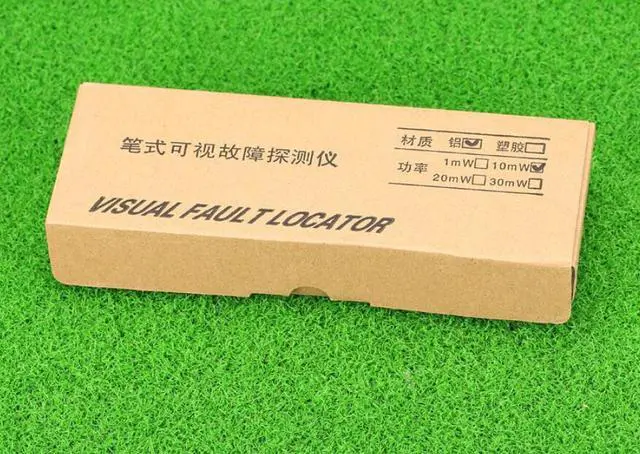 笔式可视故障探测仪
VISUAL FAULT LOCATOR
材质 铝☑ 塑胶☐
功率 1mW☐ 10mW☑
20mW☐ 30mW☐